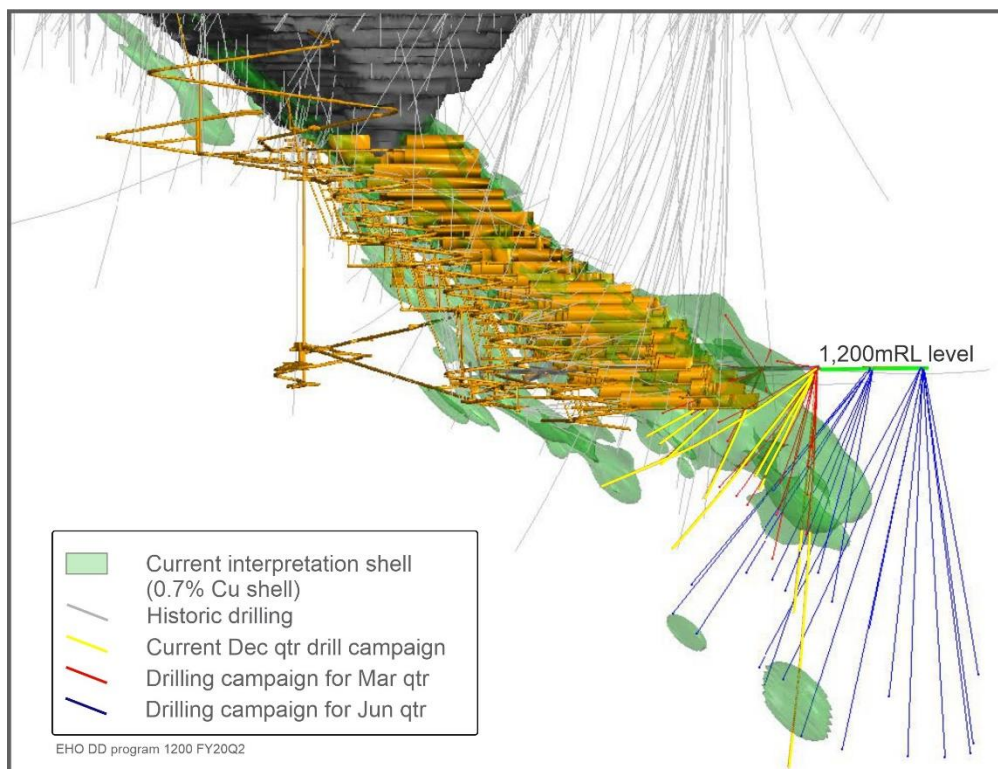 1,200mRL level
Current interpretation shell
(0.7% Cu shell)
Historic drilling
Current Dec qtr drill campaign
Drilling campaign for Mar qtr
Drilling campaign for Jun qtr
EHO DD program 1200 FY20Q2